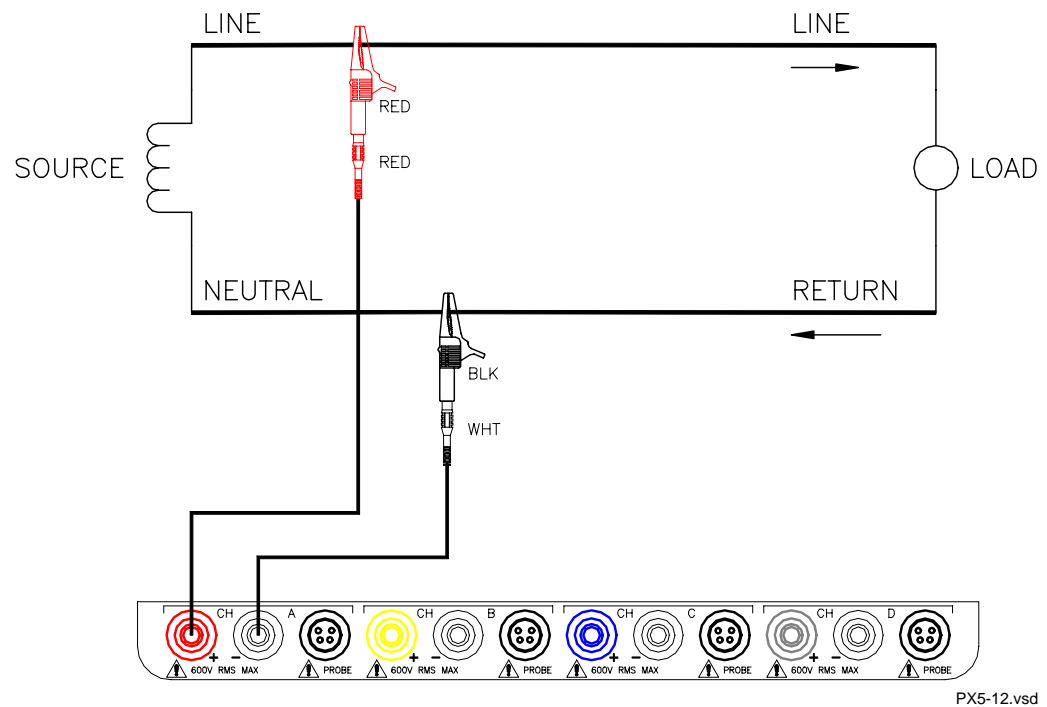 LINE
LINE
RED
RED
SOURCE
LOAD
NEUTRAL
RETURN
BLK
WHT
CH A CH B CH C CH D
+ − + − + − + −
! 600V RMS MAX ! PROBE ! 600V RMS MAX ! PROBE ! 600V RMS MAX ! PROBE ! 600V RMS MAX ! PROBE
PX5-12.vsd